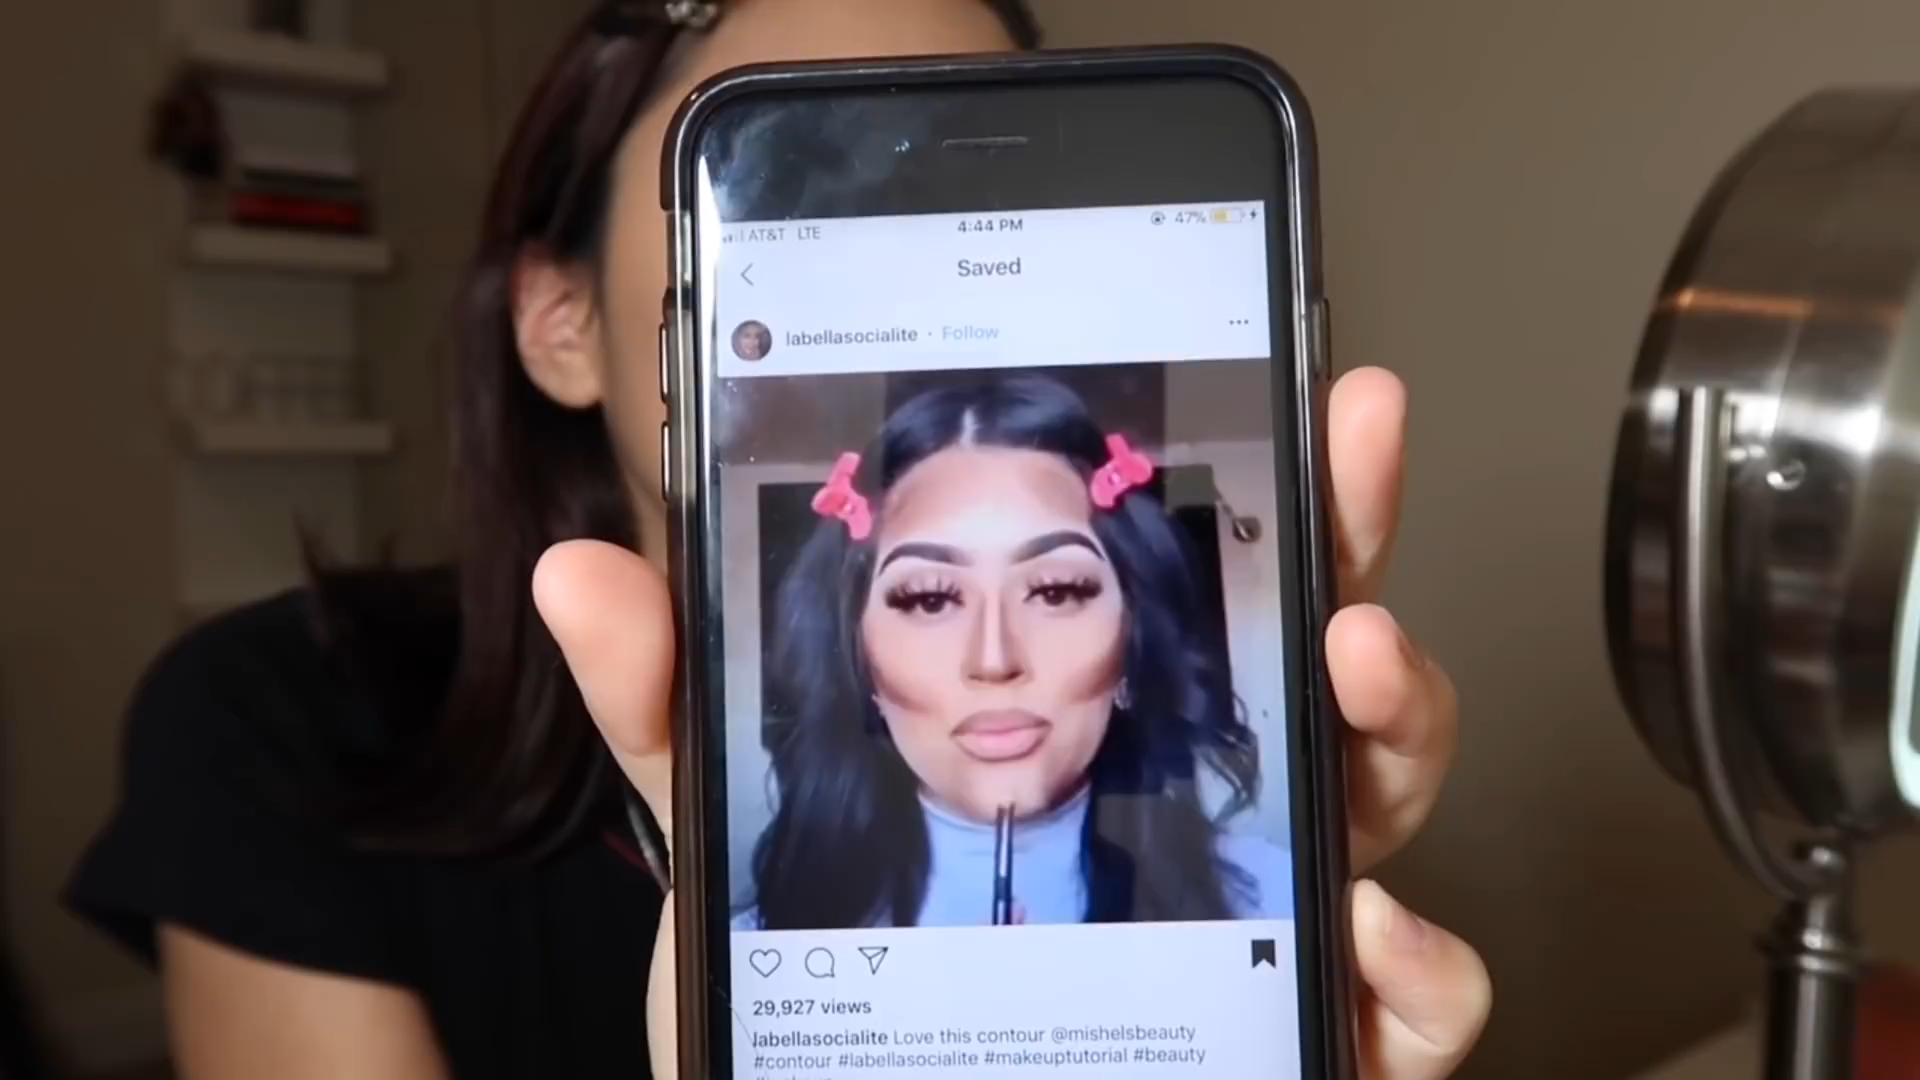 AT&T LTE 4:44 PM 47%
Saved
labellasocialite · Follow
29,927 views
labellasocialite Love this contour @mishelsbeauty
#contour #labellasocialite #makeuptutorial #beauty